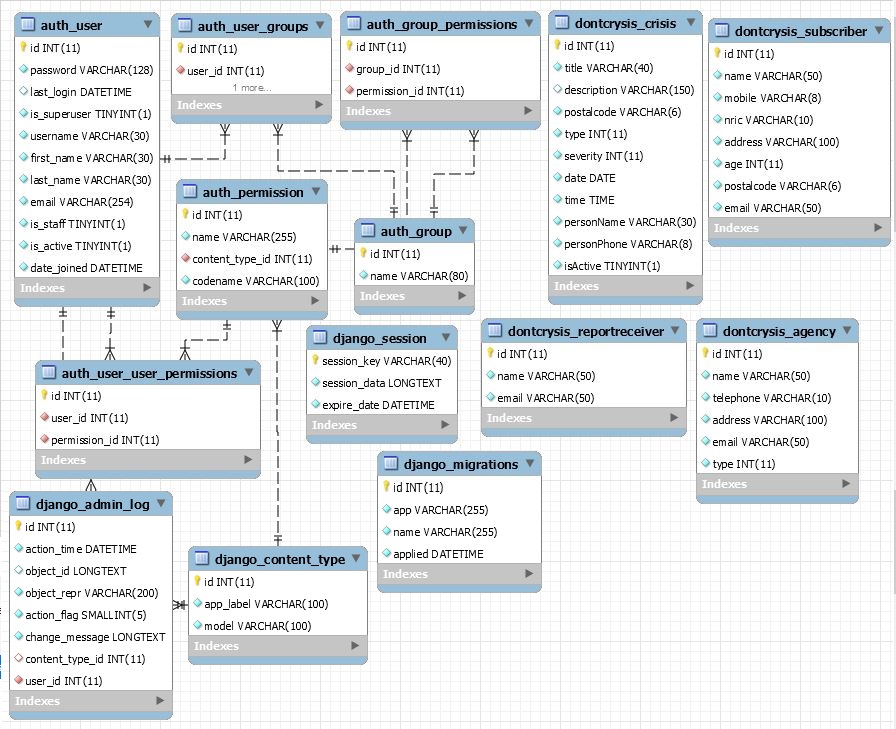 auth_user
id INT(11)
password VARCHAR(128)
last_login DATETIME
is_superuser TINYINT(1)
username VARCHAR(30)
first_name VARCHAR(30)
last_name VARCHAR(30)
email VARCHAR(254)
is_staff TINYINT(1)
is_active TINYINT(1)
date_joined DATETIME
Indexes
auth_user_groups
id INT(11)
user_id INT(11)
1 more...
Indexes
auth_group_permissions
id INT(11)
group_id INT(11)
permission_id INT(11)
Indexes
dontcrysis_crisis
id INT(11)
title VARCHAR(40)
description VARCHAR(150)
postalcode VARCHAR(6)
type INT(11)
severity INT(11)
date DATE
time TIME
personName VARCHAR(30)
personPhone VARCHAR(8)
isActive TINYINT(1)
Indexes
dontcrysis_subscriber
id INT(11)
name VARCHAR(50)
mobile VARCHAR(8)
nric VARCHAR(10)
address VARCHAR(100)
age INT(11)
postalcode VARCHAR(6)
email VARCHAR(50)
Indexes
auth_permission
id INT(11)
name VARCHAR(255)
content_type_id INT(11)
codename VARCHAR(100)
Indexes
auth_group
id INT(11)
name VARCHAR(80)
Indexes
auth_user_user_permissions
id INT(11)
user_id INT(11)
permission_id INT(11)
Indexes
django_session
session_key VARCHAR(40)
session_data LONGTEXT
expire_date DATETIME
Indexes
dontcrysis_reportreceiver
id INT(11)
name VARCHAR(50)
email VARCHAR(50)
Indexes
dontcrysis_agency
id INT(11)
name VARCHAR(50)
telephone VARCHAR(10)
address VARCHAR(100)
email VARCHAR(50)
type INT(11)
Indexes
django_migrations
id INT(11)
app VARCHAR(255)
name VARCHAR(255)
applied DATETIME
Indexes
django_admin_log
id INT(11)
action_time DATETIME
object_id LONGTEXT
object_repr VARCHAR(200)
action_flag SMALLINT(5)
change_message LONGTEXT
content_type_id INT(11)
user_id INT(11)
Indexes
django_content_type
id INT(11)
app_label VARCHAR(100)
model VARCHAR(100)
Indexes